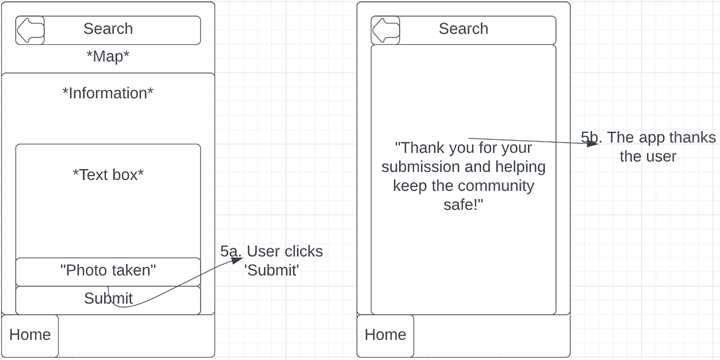 Search
*Map*
*Information*
*Text box*
"Photo taken"
Submit
Home
5a. User clicks
'Submit'
Search
"Thank you for your
submission and helping
keep the community
safe!"
Home
5b. The app thanks
the user